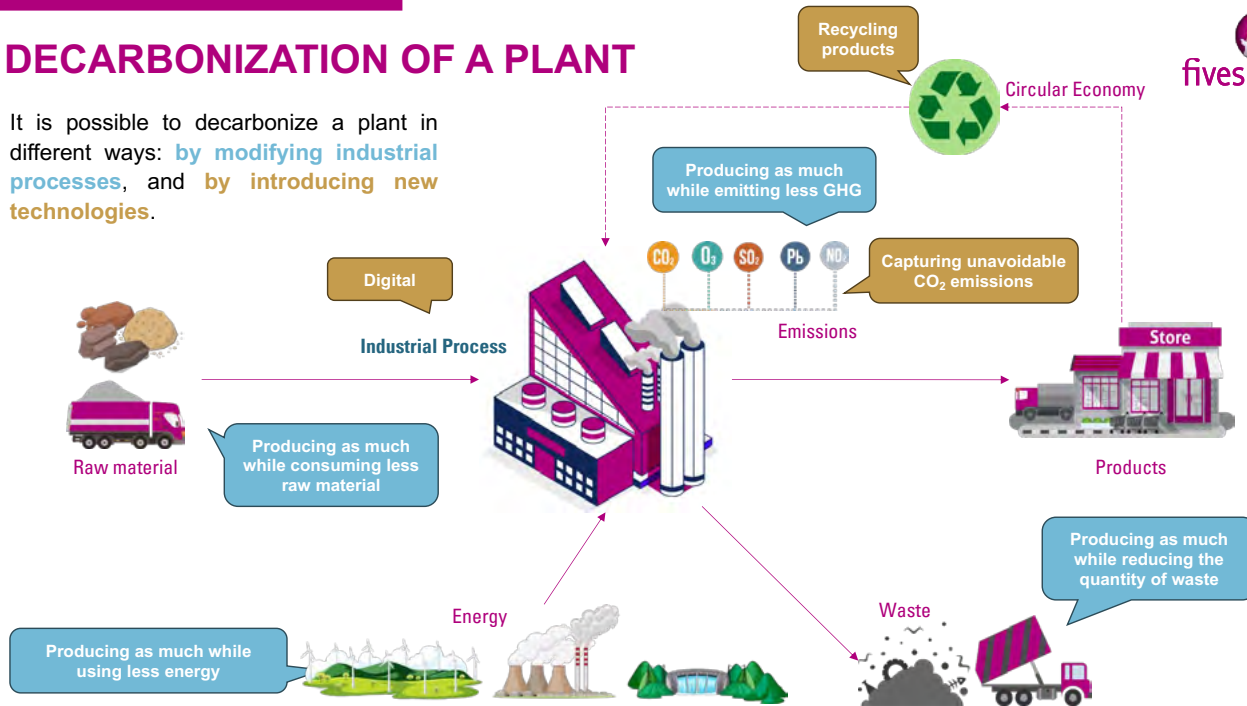 DECARBONIZATION OF A PLANT
It is possible to decarbonize a plant in
different ways: by modifying industrial
processes, and by introducing new
technologies.
Recycling
products
fives
Circular Economy
Producing as much
while emitting less GHG
CO₂
O₃
SO₂
Pb
NO₂
Capturing unavoidable
CO₂ emissions
Emissions
Digital
Industrial Process
Store
Raw material
Producing as much
while consuming less
raw material
Products
Producing as much
while reducing the
quantity of waste
Energy
Waste
Producing as much while
using less energy